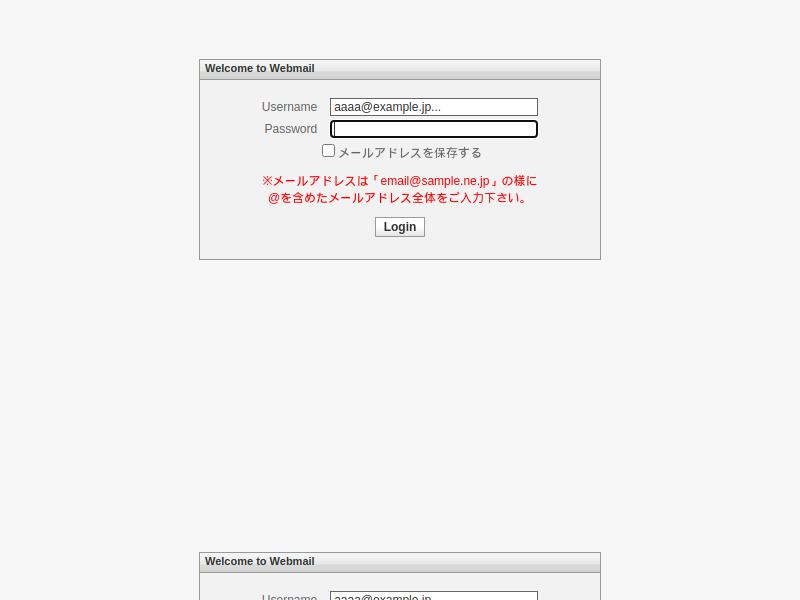 Welcome to Webmail
Username aaaa@example.jp...
Password
メールアドレスを保存する
※メールアドレスは「email@sample.ne.jp」の様に
@を含めたメールアドレス全体をご入力下さい。
Login
Welcome to Webmail
Username aaaa@example.jp...